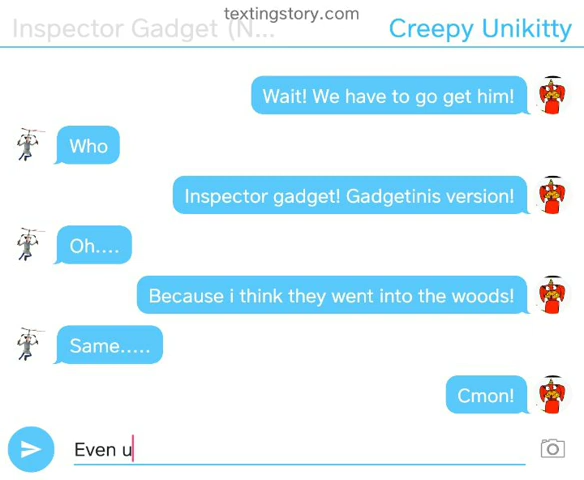 textingstory.com
Inspector Gadget (N...
Creepy Unikitty
Wait! We have to go get him!
Who
Inspector gadget! Gadgetinis version!
Oh....
Because i think they went into the woods!
Same.....
Cmon!
Even u